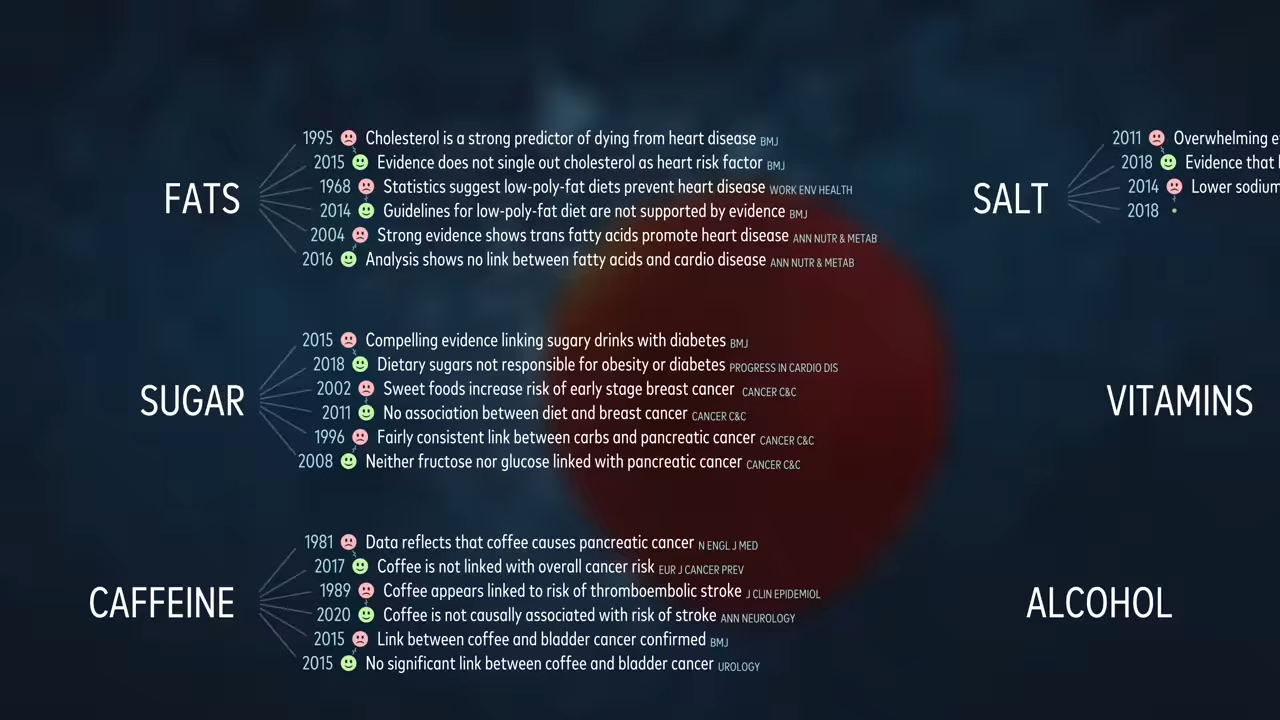 FATS
1995 Cholesterol is a strong predictor of dying from heart disease BMJ
2015 Evidence does not single out cholesterol as heart risk factor BMJ
1968 Statistics suggest low-poly-fat diets prevent heart disease WORK ENV HEALTH
2014 Guidelines for low-poly-fat diet are not supported by evidence BMJ
2004 Strong evidence shows trans fatty acids promote heart disease ANN NUTR & METAB
2016 Analysis shows no link between fatty acids and cardio disease ANN NUTR & METAB
SUGAR
2015 Compelling evidence linking sugary drinks with diabetes BMJ
2018 Dietary sugars not responsible for obesity or diabetes PROGRESS IN CARDIO DIS
2002 Sweet foods increase risk of early stage breast cancer CANCER C&C
2011 No association between diet and breast cancer CANCER C&C
1996 Fairly consistent link between carbs and pancreatic cancer CANCER C&C
2008 Neither fructose nor glucose linked with pancreatic cancer CANCER C&C
CAFFEINE
1981 Data reflects that coffee causes pancreatic cancer N ENGL J MED
2017 Coffee is not linked with overall cancer risk EUR J CANCER PREV
1989 Coffee appears linked to risk of thromboembolic stroke J CLIN EPIDEMIOL
2020 Coffee is not causally associated with risk of stroke ANN NEUROLOGY
2015 Link between coffee and bladder cancer confirmed BMJ
2015 No significant link between coffee and bladder cancer UROLOGY
SALT
2011 Overwhelming
2018 Evidence that
2014 Lower sodium
2018
VITAMINS
ALCOHOL